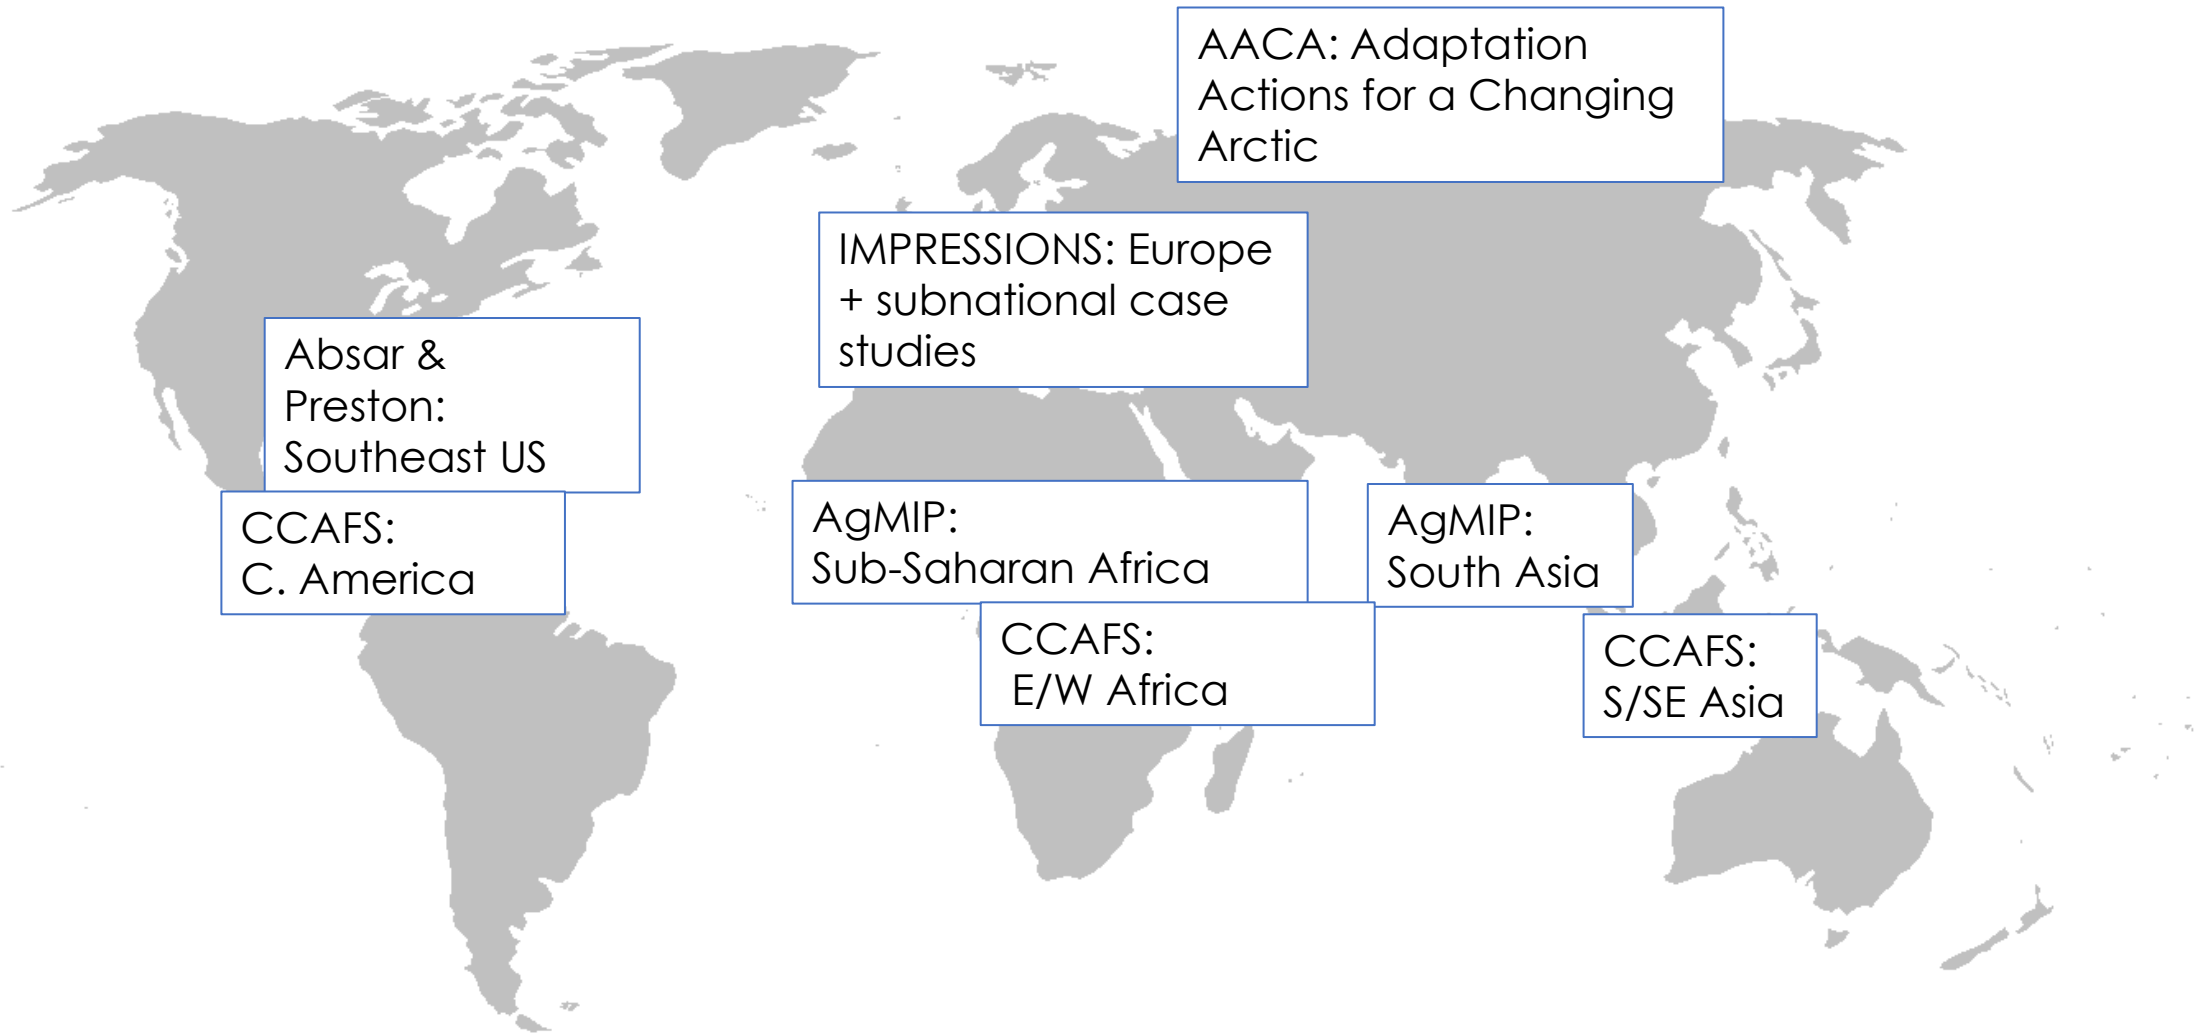 AACA: Adaptation
Actions for a Changing
Arctic
IMPRESSIONS: Europe
+ subnational case
studies
Absar &
Preston:
Southeast US
CCAFS:
C. America
AgMIP:
Sub-Saharan Africa
AgMIP:
South Asia
CCAFS:
E/W Africa
CCAFS:
S/SE Asia